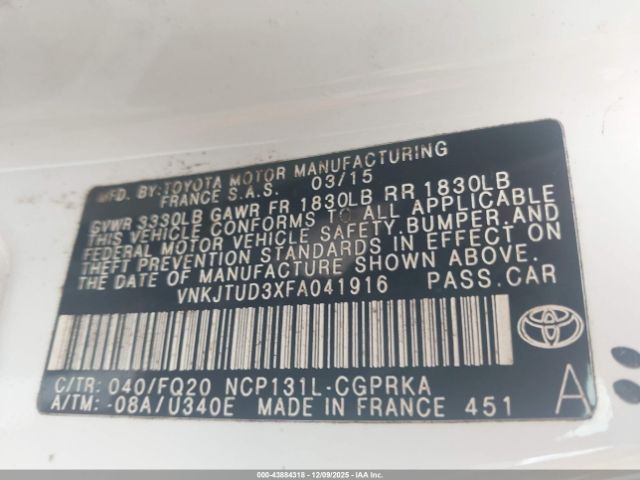 MFD. BY:TOYOTA MOTOR MANUFACTURING
FRANCE S.A.S. 03/15
GVWR 3330LB GAWR FR 1830LB RR 1830LB
THIS VEHICLE CONFORMS TO ALL APPLICABLE
FEDERAL MOTOR VEHICLE SAFETY,BUMPER,AND
THEFT PREVENTION STANDARDS IN EFFECT ON
THE DATE OF MANUFACTURE SHOWN ABOVE.
VNKJTUD3XFA041916 PASS.CAR
C/TR: 040/FQ20 NCP131L-CGPRKA A
A/TM: -08A/U340E MADE IN FRANCE 451
000-43884318 - 12/09/2025 - IAAI.com